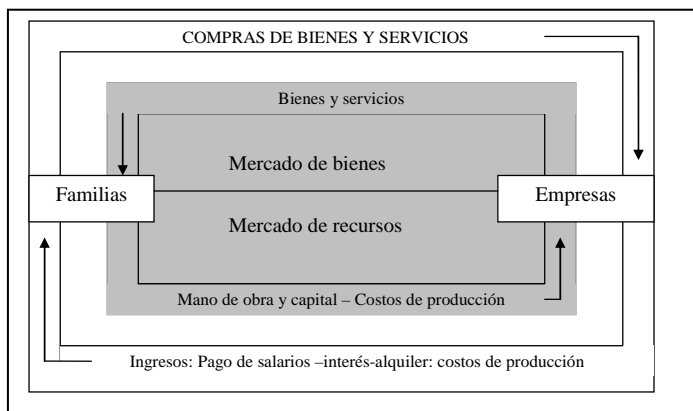 COMPRAS DE BIENES Y SERVICIOS
Bienes y servicios
Mercado de bienes
Familias
Empresas
Mercado de recursos
Mano de obra y capital – Costos de producción
Ingresos: Pago de salarios –interés-alquiler: costos de producción